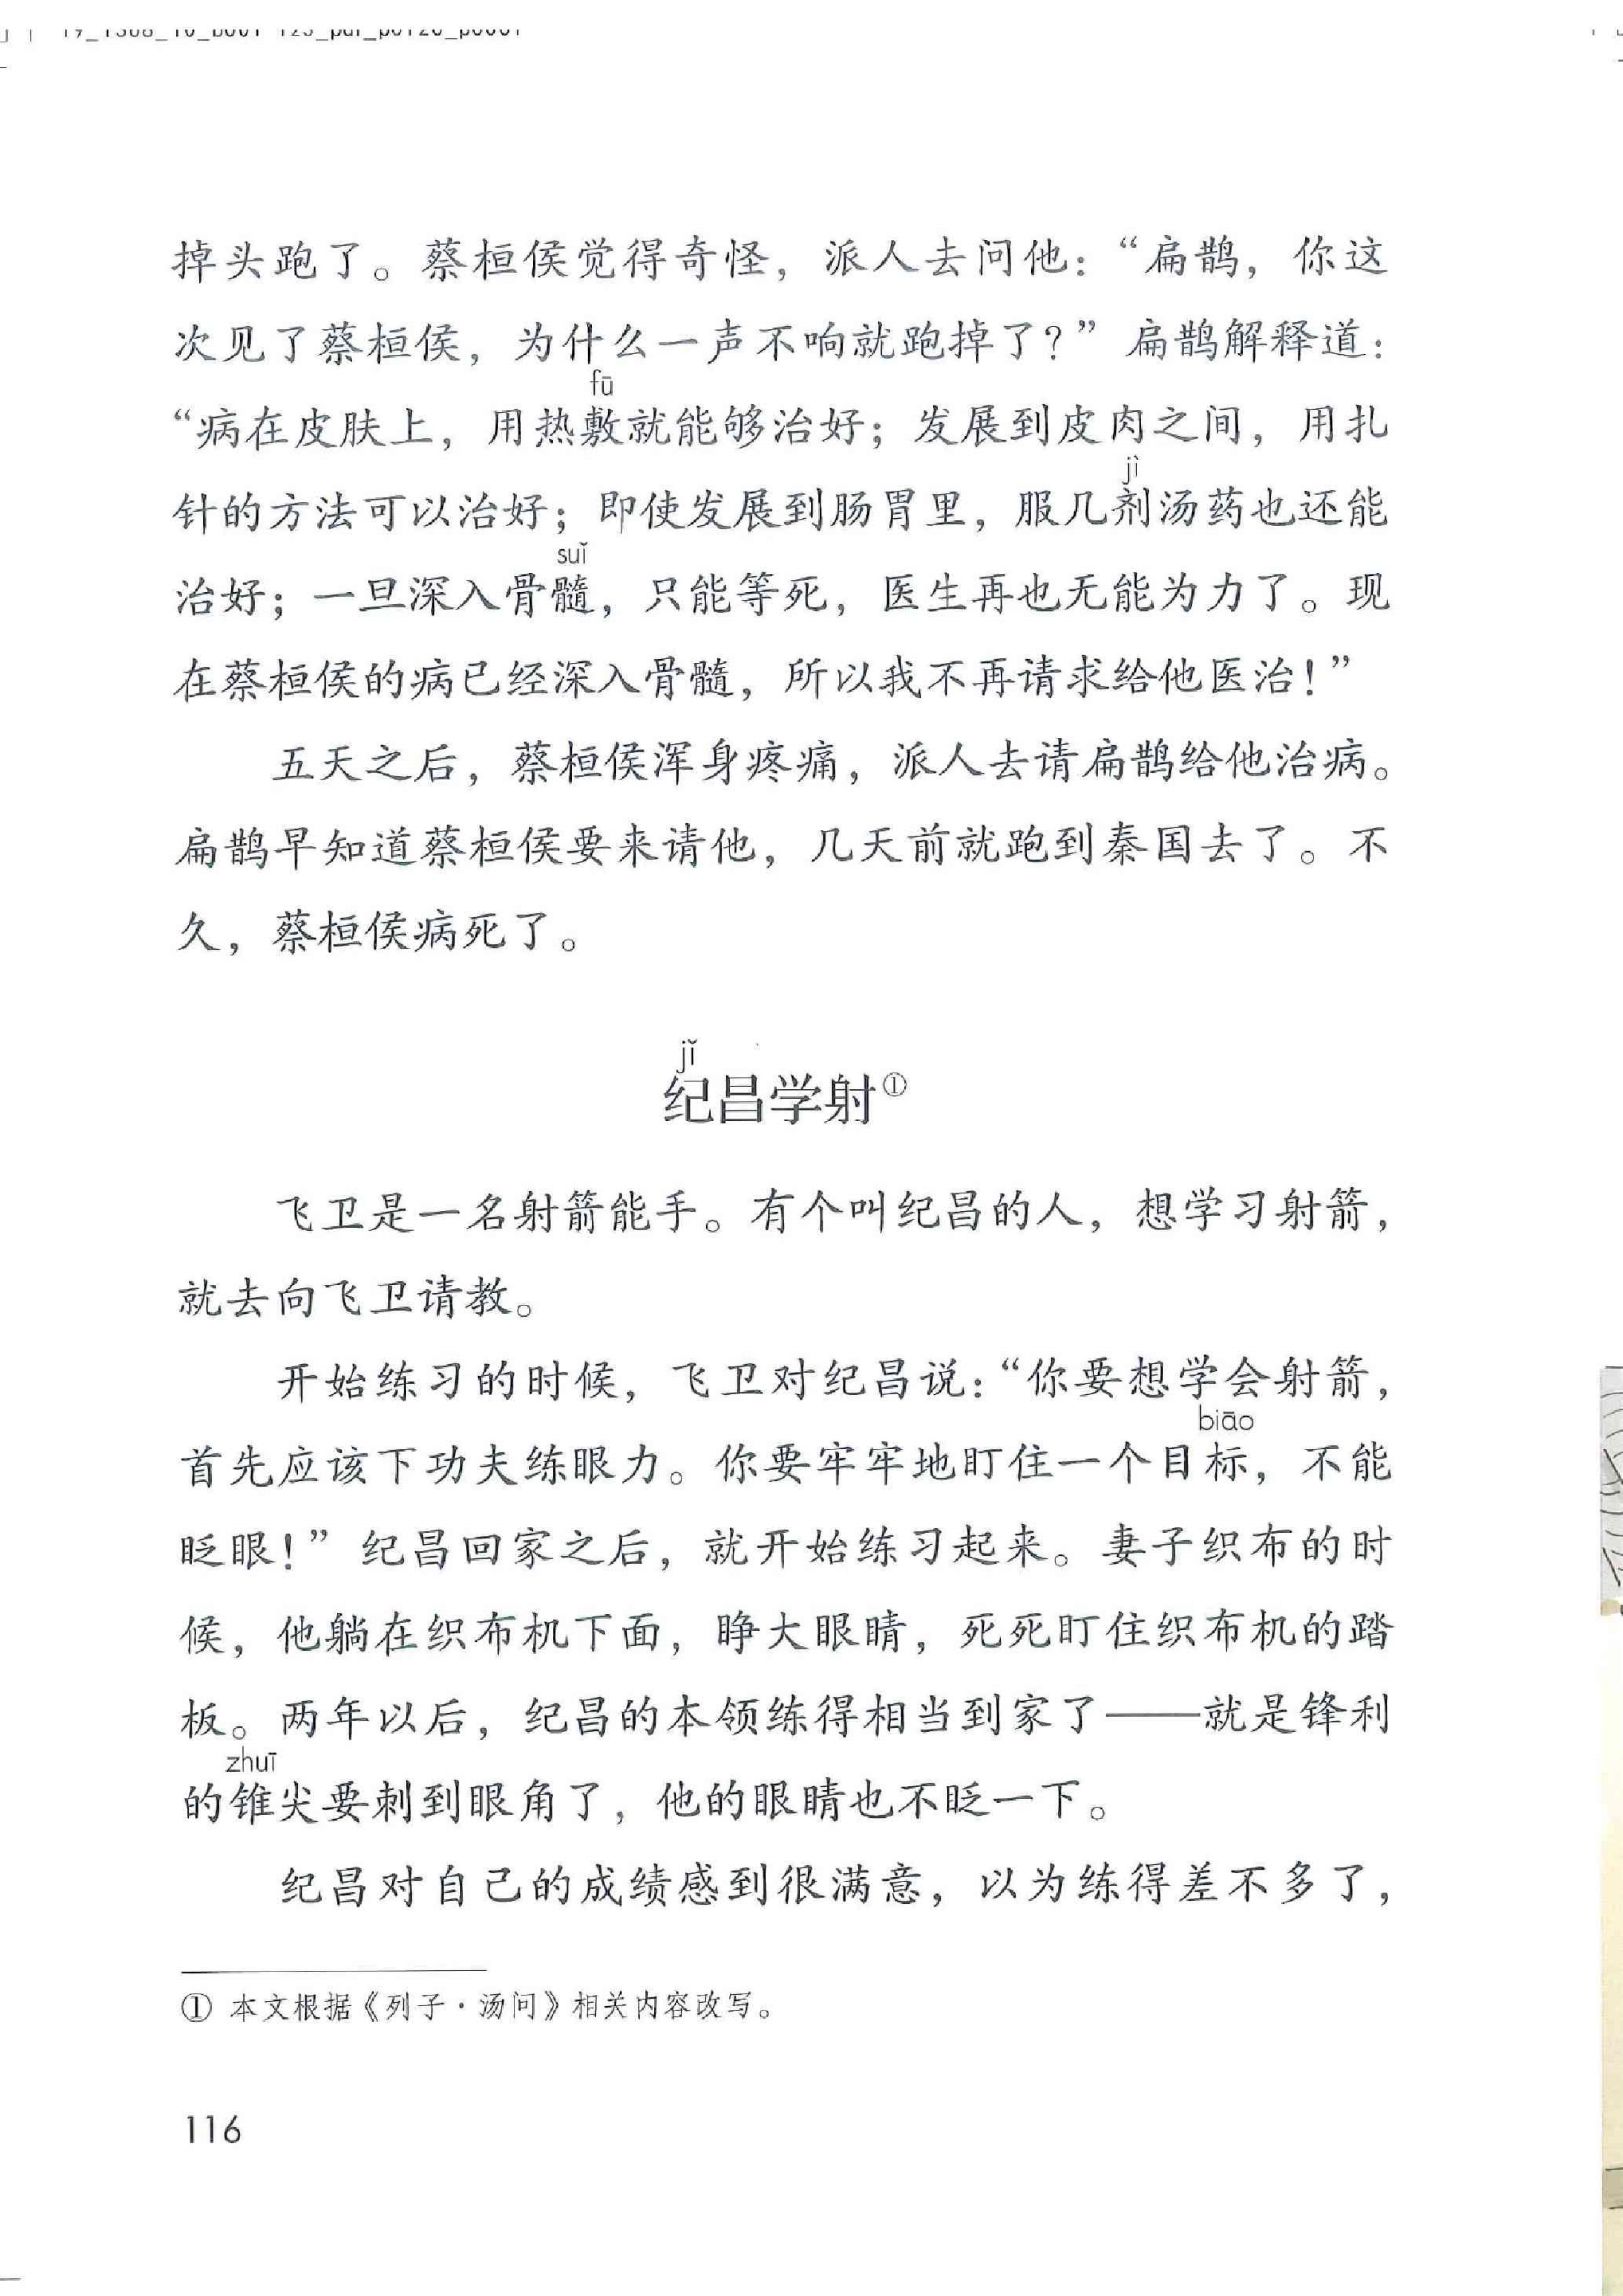 掉头跑了。蔡桓侯觉得奇怪，派人去问他：“扁鹊，你这
次见了蔡桓侯，为什么一声不响就跑掉了？”扁鹊解释道：
fū
“病在皮肤上，用热敷就能够治好；发展到皮肉之间，用扎
jì
针的方法可以治好；即使发展到肠胃里，服几剂汤药也还能
suǐ
治好；一旦深入骨髓，只能等死，医生再也无能为力了。现
在蔡桓侯的病已经深入骨髓，所以我不再请求给他医治！”
五天之后，蔡桓侯浑身疼痛，派人去请扁鹊给他治病。
扁鹊早知道蔡桓侯要来请他，几天前就跑到秦国去了。不
久，蔡桓侯病死了。
jǐ
纪昌学射①
飞卫是一名射箭能手。有个叫纪昌的人，想学习射箭，
就去向飞卫请教。
开始练习的时候，飞卫对纪昌说：“你要想学会射箭，
biāo
首先应该下功夫练眼力。你要牢牢地盯住一个目标，不能
眨眼！”纪昌回家之后，就开始练习起来。妻子织布的时
候，他躺在织布机下面，睁大眼睛，死死盯住织布机的踏
板。两年以后，纪昌的本领练得相当到家了——就是锋利
zhuī
的锥尖要刺到眼角了，他的眼睛也不眨一下。
纪昌对自己的成绩感到很满意，以为练得差不多了，
① 本文根据《列子·汤问》相关内容改写。
116